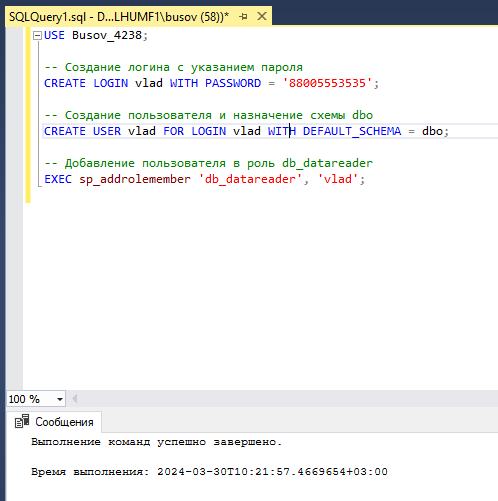 SQLQuery1.sql - D...LHUMF1\busov (58))*
USE Busov_4238;
-- Создание логина с указанием пароля
CREATE LOGIN vlad WITH PASSWORD = '88005553535';
-- Создание пользователя и назначение схемы dbo
CREATE USER vlad FOR LOGIN vlad WITH DEFAULT_SCHEMA = dbo;
-- Добавление пользователя в роль db_datareader
EXEC sp_addrolemember 'db_datareader', 'vlad';
100 %
Сообщения
Выполнение команд успешно завершено.
Время выполнения: 2024-03-30T10:21:57.4669654+03:00